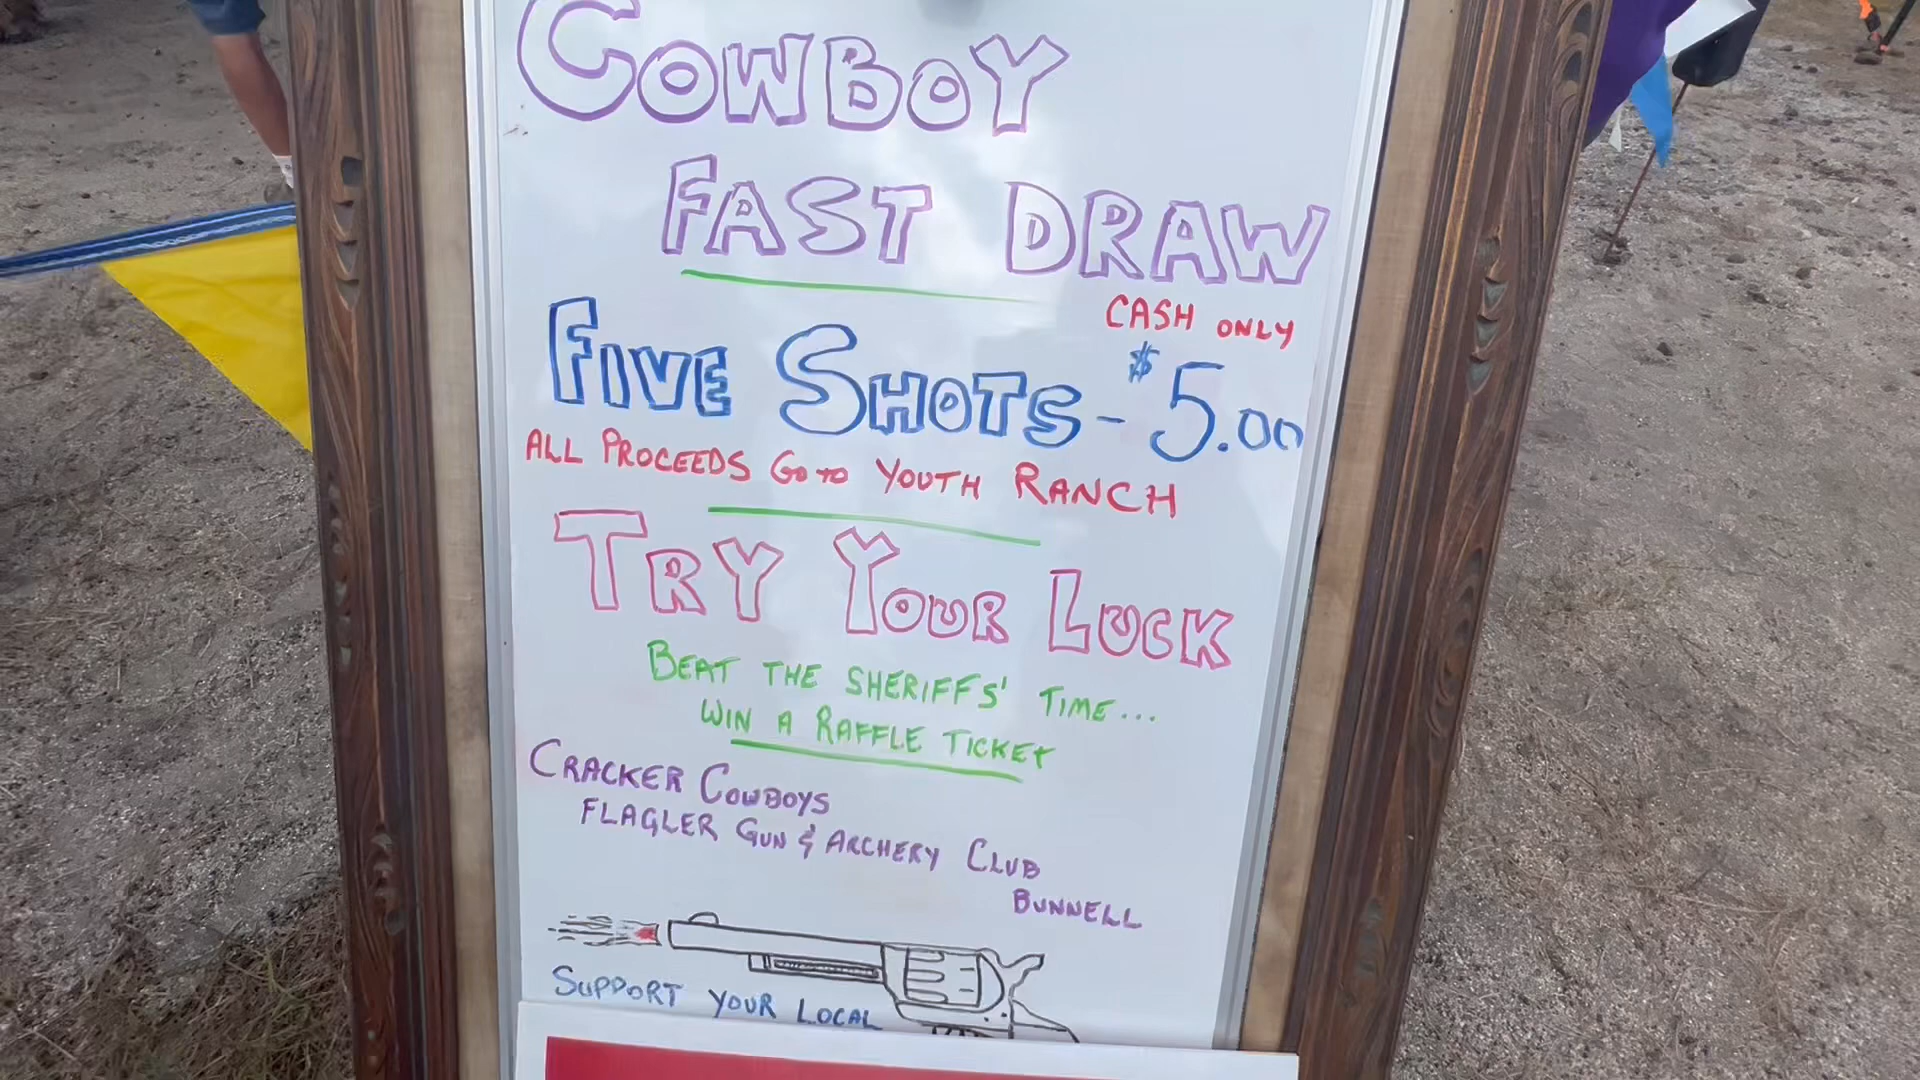 COWBOY
FAST DRAW
CASH ONLY
FIVE SHOTS - $5.00
ALL PROCEEDS GO TO YOUTH RANCH
TRY YOUR LUCK
BEAT THE SHERIFFS' TIME...
WIN A RAFFLE TICKET
CRACKER COWBOYS
FLAGLER GUN & ARCHERY CLUB
BUNNELL
SUPPORT YOUR LOCAL